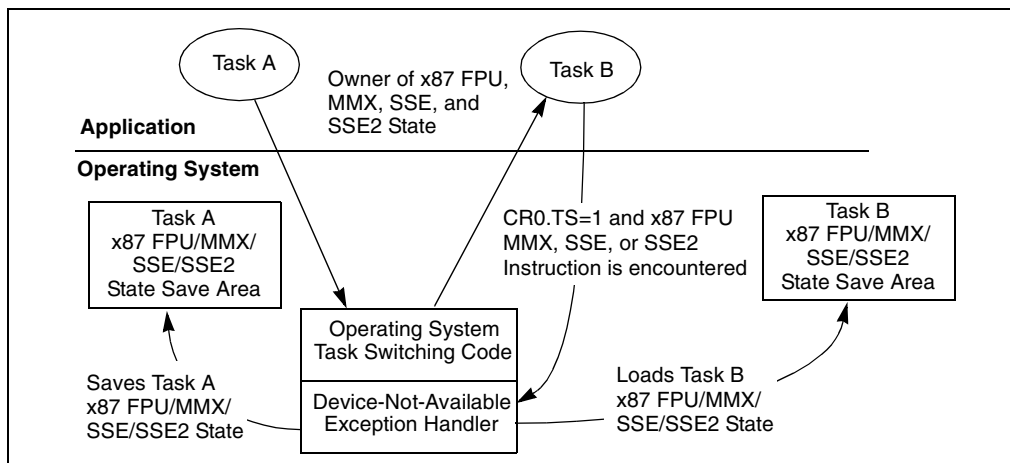 Task A
Owner of x87 FPU,
MMX, SSE, and
SSE2 State
Task B
Application
Operating System
Task A
x87 FPU/MMX/
SSE/SSE2
State Save Area
CR0.TS=1 and x87 FPU
MMX, SSE, or SSE2
Instruction is encountered
Task B
x87 FPU/MMX/
SSE/SSE2
State Save Area
Operating System
Task Switching Code
Saves Task A
x87 FPU/MMX/
SSE/SSE2 State
Device-Not-Available
Exception Handler
Loads Task B
x87 FPU/MMX/
SSE/SSE2 State